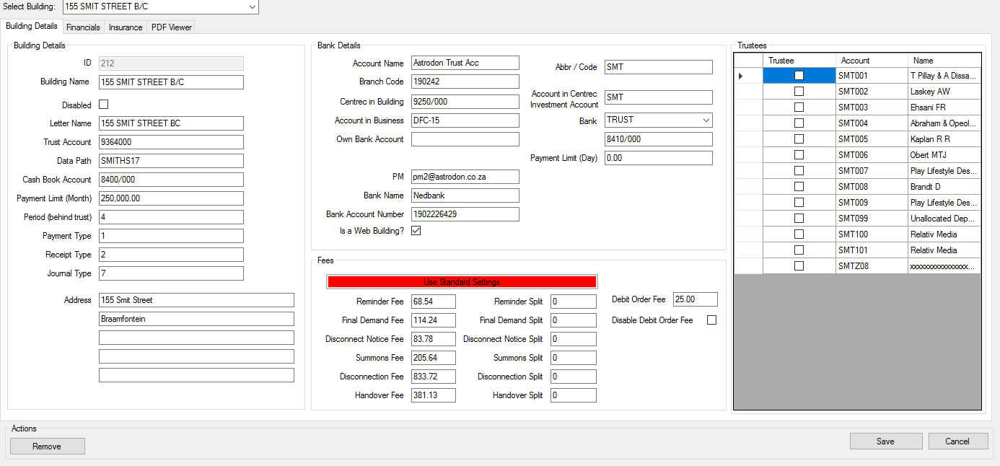 Select Building: 155 SMIT STREET B/C
Building Details Financials Insurance PDF Viewer
Building Details
ID 212
Building Name 155 SMIT STREET B/C
Disabled
Letter Name 155 SMIT STREET BC
Trust Account 9364000
Data Path SMITHS17
Cash Book Account 8400/000
Payment Limit (Month) 250,000.00
Period (behind trust) 4
Payment Type 1
Receipt Type 2
Journal Type 7
Address 155 Smit Street
Braamfontein
Bank Details
Account Name Astrodon Trust Acc
Branch Code 190242
Centrec in Building 9250/000
Account in Business DFC-15
Own Bank Account
PM pm2@astrodon.co.za
Bank Name Nedbank
Bank Account Number 1902226429
Is a Web Building?
Abbr / Code SMT
Account in Centrec
Investment Account SMT
Bank TRUST
8410/000
Payment Limit (Day) 0.00
Fees
Use Standard Settings
Reminder Fee 68.54 Reminder Split 0 Debit Order Fee 25.00
Final Demand Fee 114.24 Final Demand Split 0 Disable Debit Order Fee
Disconnect Notice Fee 83.78 Disconnect Notice Split 0
Summons Fee 205.64 Summons Split 0
Disconnection Fee 833.72 Disconnection Split 0
Handover Fee 381.13 Handover Split 0
Trustees
Trustee Account Name
SMT001 T Pillay & A Dissa...
SMT002 Laskey AW
SMT003 Ehsani FR
SMT004 Abraham & Opeol...
SMT005 Kaplan R R
SMT006 Obert MTJ
SMT007 Play Lifestyle Des...
SMT008 Brandt D
SMT009 Play Lifestyle Des...
SMT099 Unallocated Dep...
SMT100 Relativ Media
SMT101 Relativ Media
SMTZ08 xxxxxxxxxxxxxxxx...
Actions
Remove Save Cancel